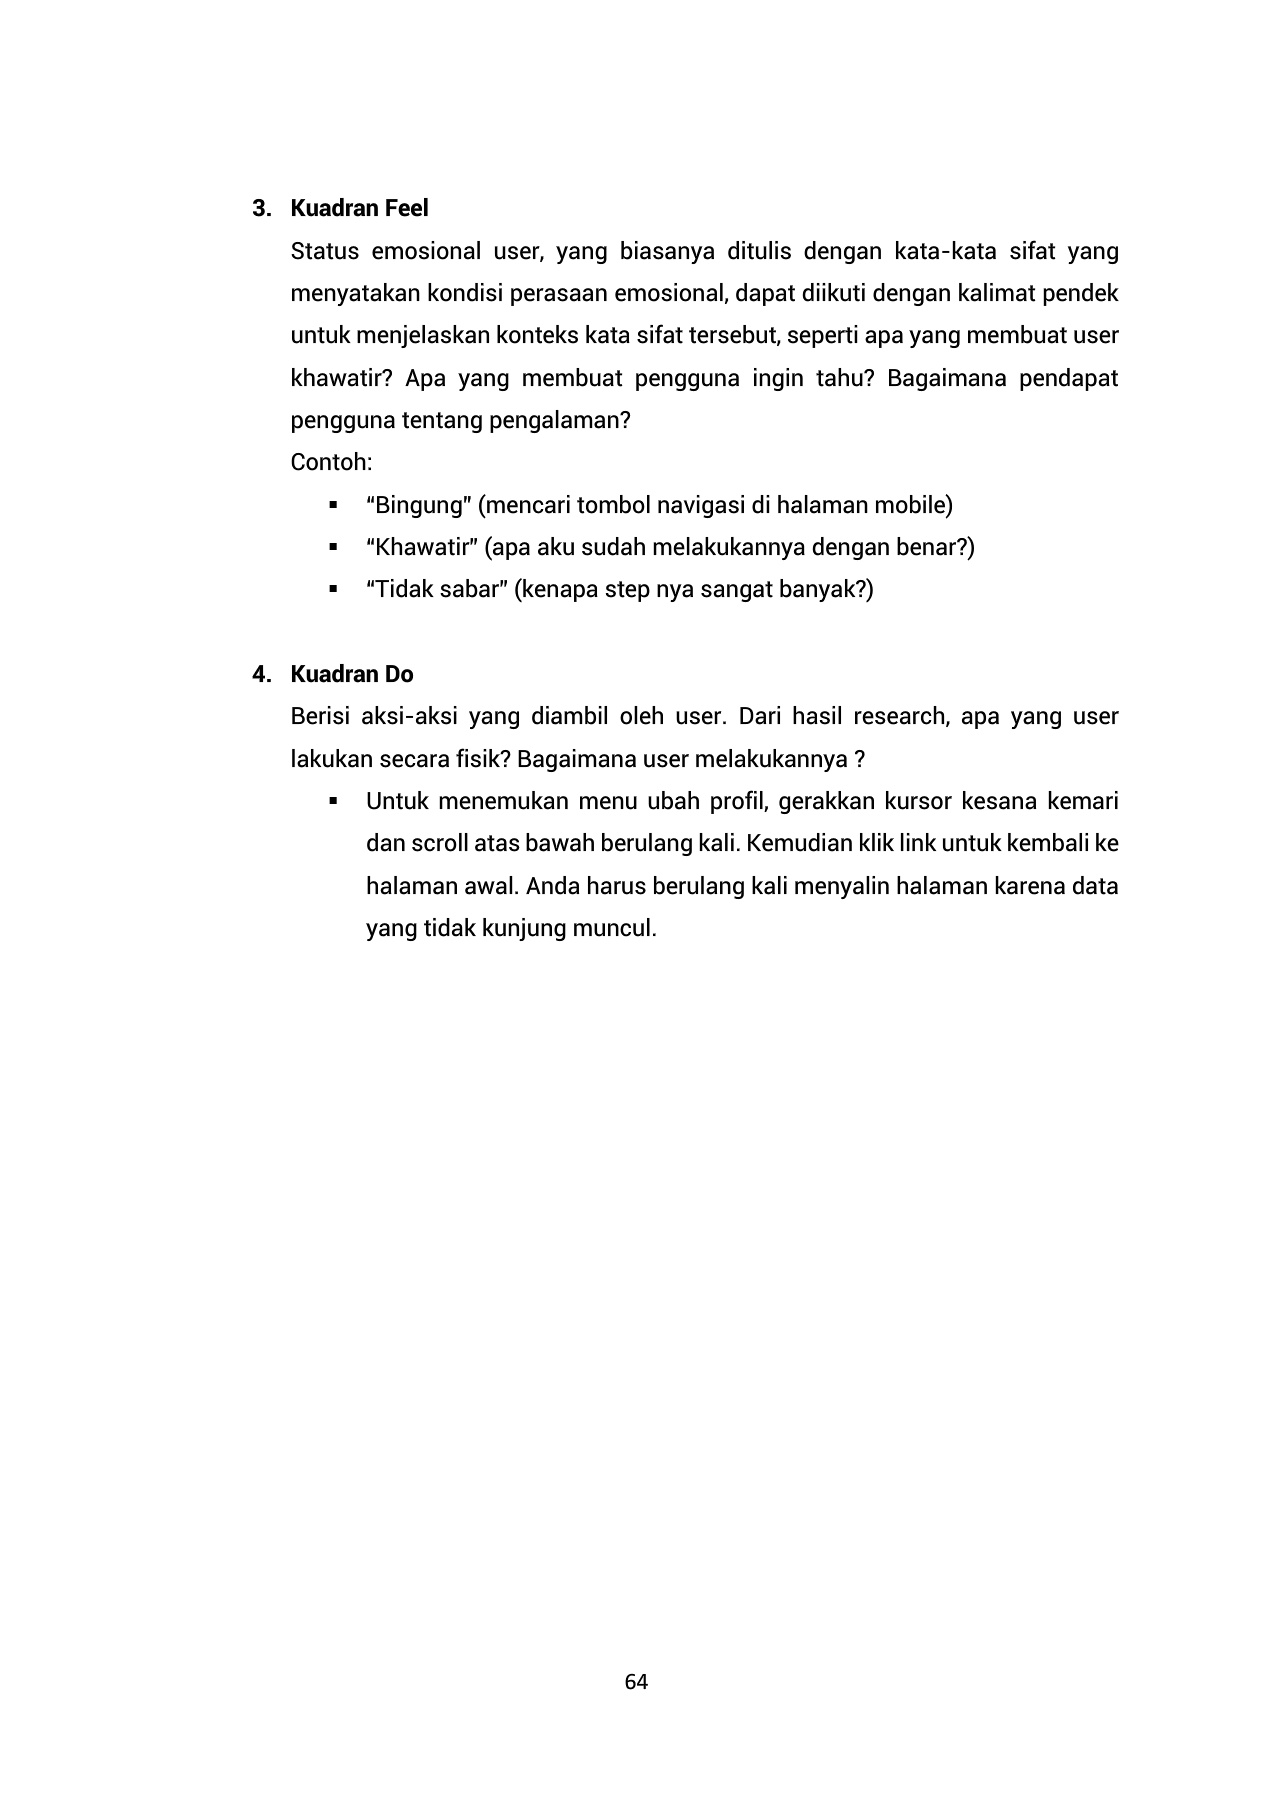 3. Kuadran Feel
Status emosional user, yang biasanya ditulis dengan kata-kata sifat yang
menyatakan kondisi perasaan emosional, dapat diikuti dengan kalimat pendek
untuk menjelaskan konteks kata sifat tersebut, seperti apa yang membuat user
khawatir? Apa yang membuat pengguna ingin tahu? Bagaimana pendapat
pengguna tentang pengalaman?
Contoh:
▪ “Bingung” (mencari tombol navigasi di halaman mobile)
▪ “Khawatir” (apa aku sudah melakukannya dengan benar?)
▪ “Tidak sabar” (kenapa step nya sangat banyak?)
4. Kuadran Do
Berisi aksi-aksi yang diambil oleh user. Dari hasil research, apa yang user
lakukan secara fisik? Bagaimana user melakukannya ?
▪ Untuk menemukan menu ubah profil, gerakkan kursor kesana kemari
dan scroll atas bawah berulang kali. Kemudian klik link untuk kembali ke
halaman awal. Anda harus berulang kali menyalin halaman karena data
yang tidak kunjung muncul.
64